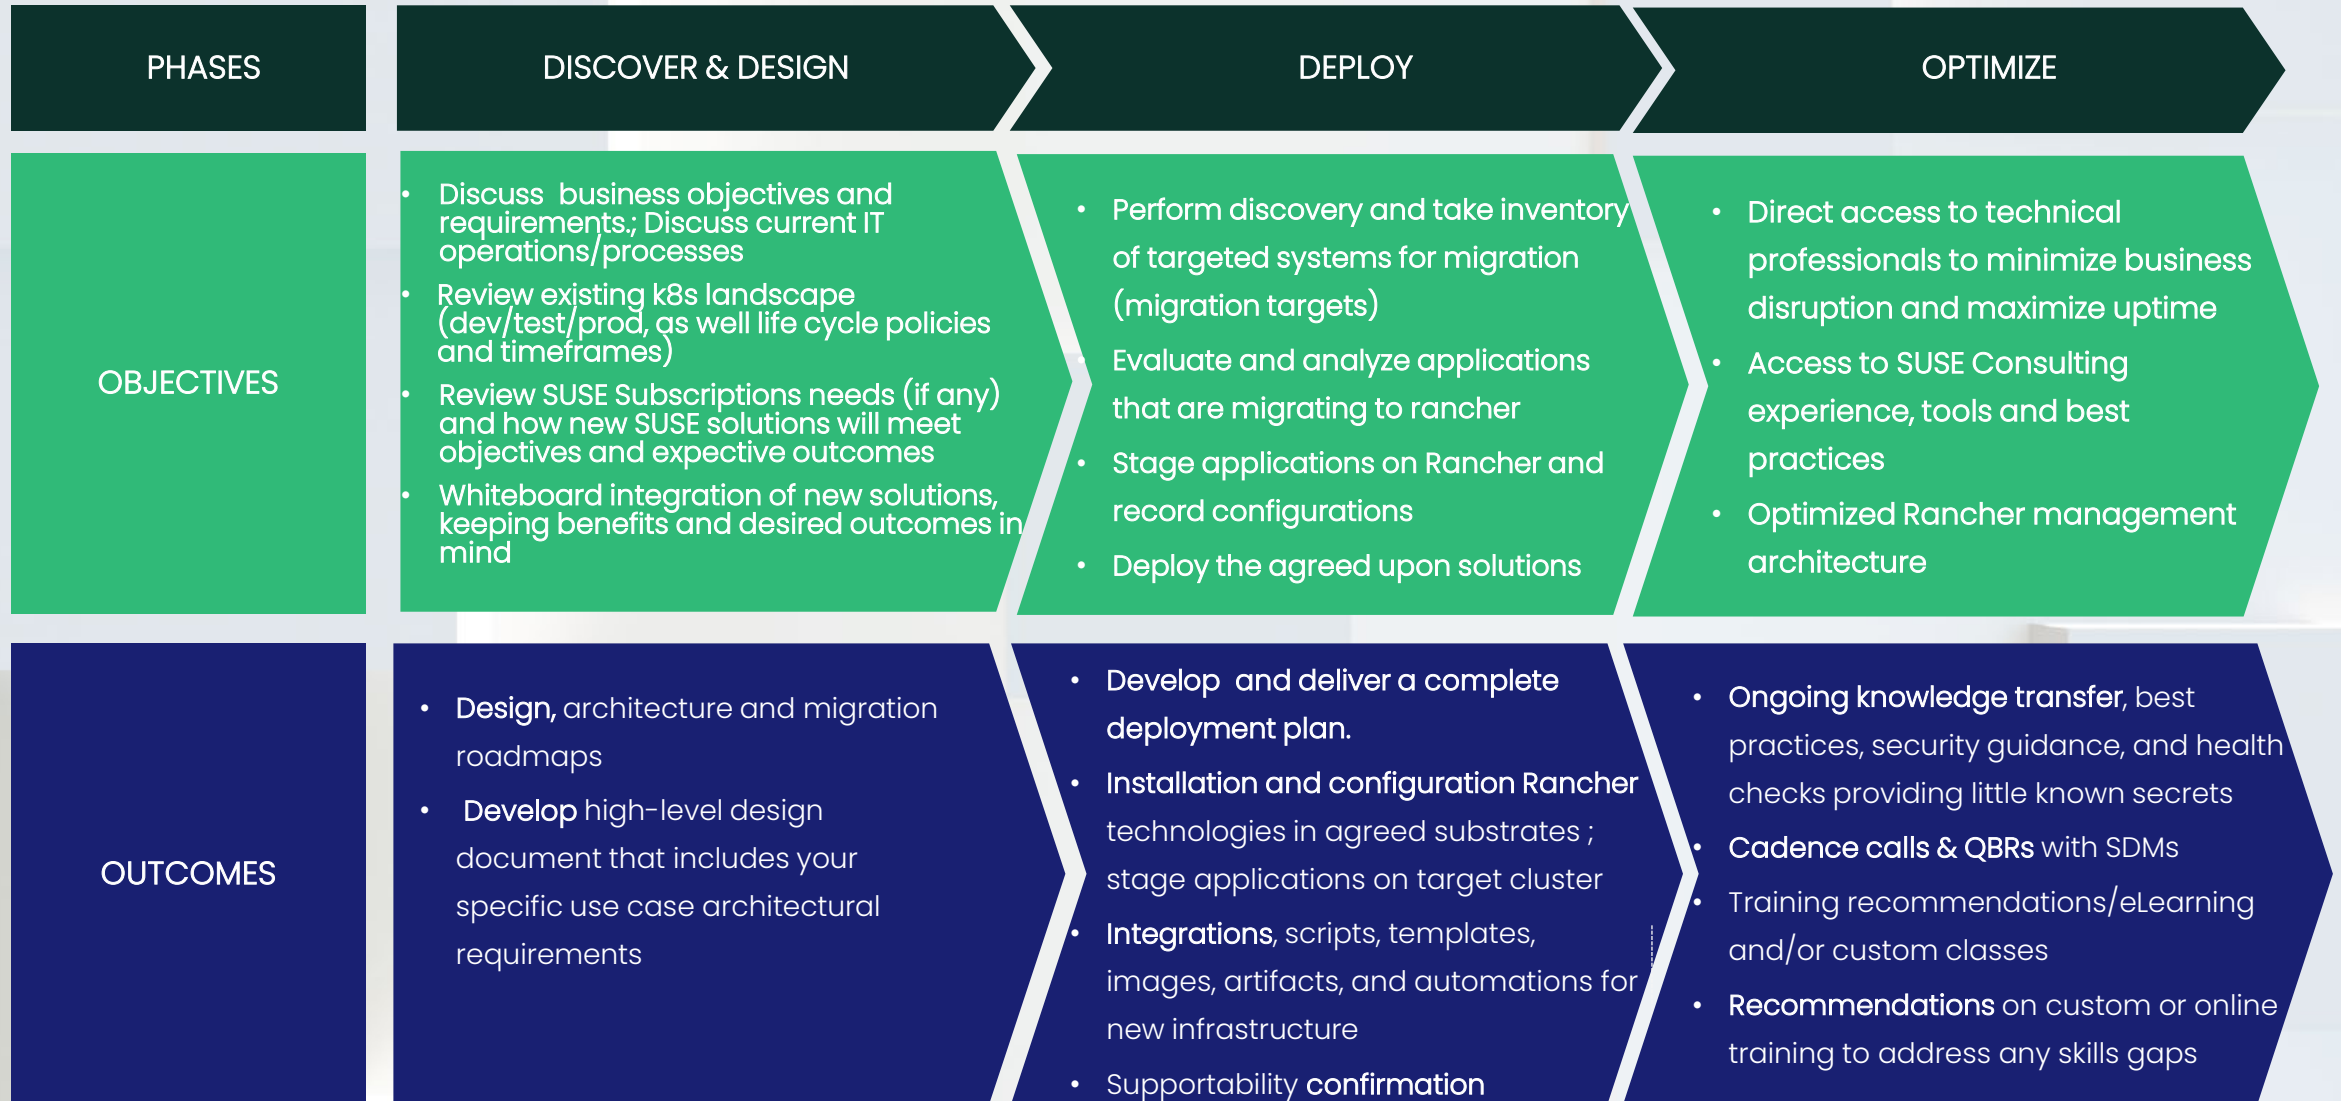 PHASES
DISCOVER & DESIGN
DEPLOY
OPTIMIZE
OBJECTIVES
• Discuss  business objectives and
requirements.; Discuss current IT
operations/processes
• Review existing k8s landscape
(dev/test/prod, as well life cycle policies
and timeframes)
• Review SUSE Subscriptions needs (if any)
and how new SUSE solutions will meet
objectives and expective outcomes
• Whiteboard integration of new solutions,
keeping benefits and desired outcomes in
mind
• Perform discovery and take inventory
of targeted systems for migration
(migration targets)
• Evaluate and analyze applications
that are migrating to rancher
• Stage applications on Rancher and
record configurations
• Deploy the agreed upon solutions
• Direct access to technical
professionals to minimize business
disruption and maximize uptime
• Access to SUSE Consulting
experience, tools and best
practices
• Optimized Rancher management
architecture
OUTCOMES
• Design, architecture and migration
roadmaps
• Develop high-level design
document that includes your
specific use case architectural
requirements
• Develop  and deliver a complete
deployment plan.
• Installation and configuration Rancher
technologies in agreed substrates ;
stage applications on target cluster
• Integrations, scripts, templates,
images, artifacts, and automations for
new infrastructure
• Supportability confirmation
• Ongoing knowledge transfer, best
practices, security guidance, and health
checks providing little known secrets
• Cadence calls & QBRs with SDMs
• Training recommendations/eLearning
and/or custom classes
• Recommendations on custom or online
training to address any skills gaps